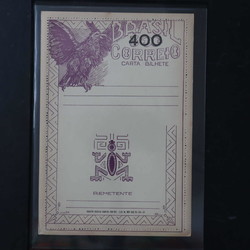 BRASIL
400
CORREIO
CARTA BILHETE
REMETENTE